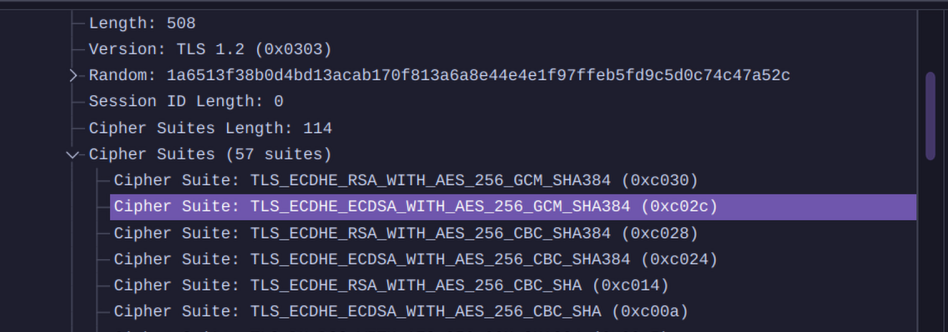 Length: 508
Version: TLS 1.2 (0x0303)
Random: 1a6513f38b0d4bd13acab170f813a6a8e44e4e1f97ffeb5fd9c5d0c74c47a52c
Session ID Length: 0
Cipher Suites Length: 114
Cipher Suites (57 suites)
Cipher Suite: TLS_ECDHE_RSA_WITH_AES_256_GCM_SHA384 (0xc030)
Cipher Suite: TLS_ECDHE_ECDSA_WITH_AES_256_GCM_SHA384 (0xc02c)
Cipher Suite: TLS_ECDHE_RSA_WITH_AES_256_CBC_SHA384 (0xc028)
Cipher Suite: TLS_ECDHE_ECDSA_WITH_AES_256_CBC_SHA384 (0xc024)
Cipher Suite: TLS_ECDHE_RSA_WITH_AES_256_CBC_SHA (0xc014)
Cipher Suite: TLS_ECDHE_ECDSA_WITH_AES_256_CBC_SHA (0xc00a)